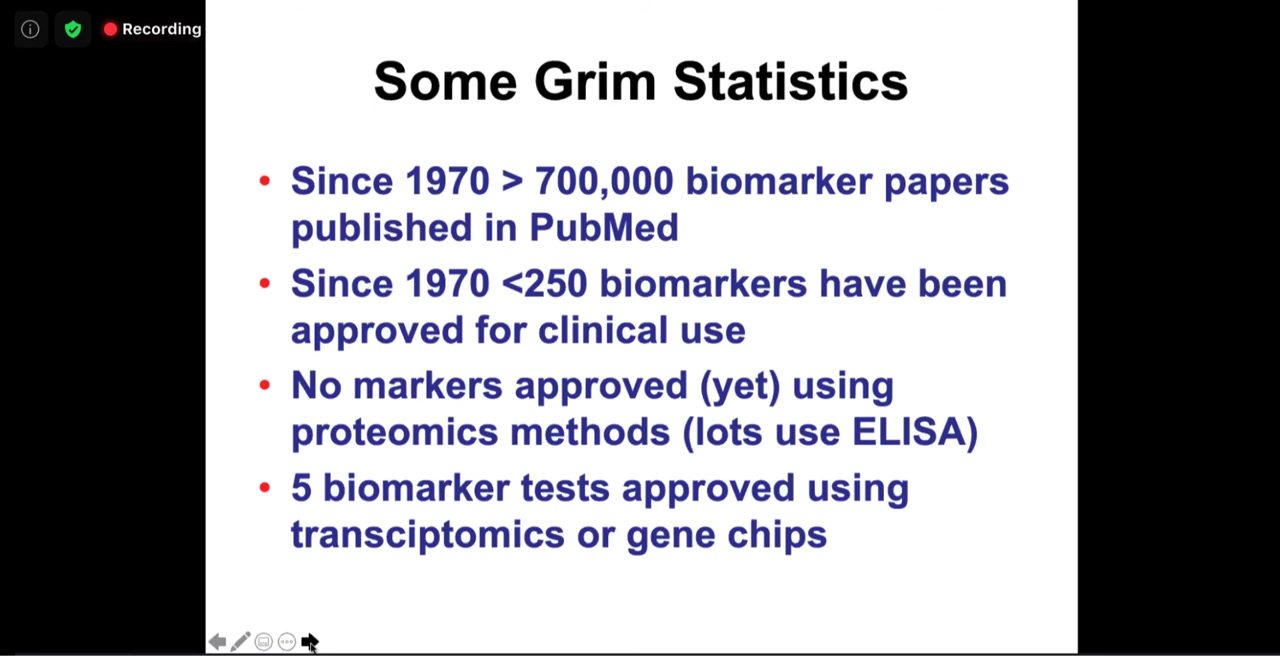 Recording
Some Grim Statistics
• Since 1970 > 700,000 biomarker papers
published in PubMed
• Since 1970 <250 biomarkers have been
approved for clinical use
• No markers approved (yet) using
proteomics methods (lots use ELISA)
• 5 biomarker tests approved using
transciptomics or gene chips